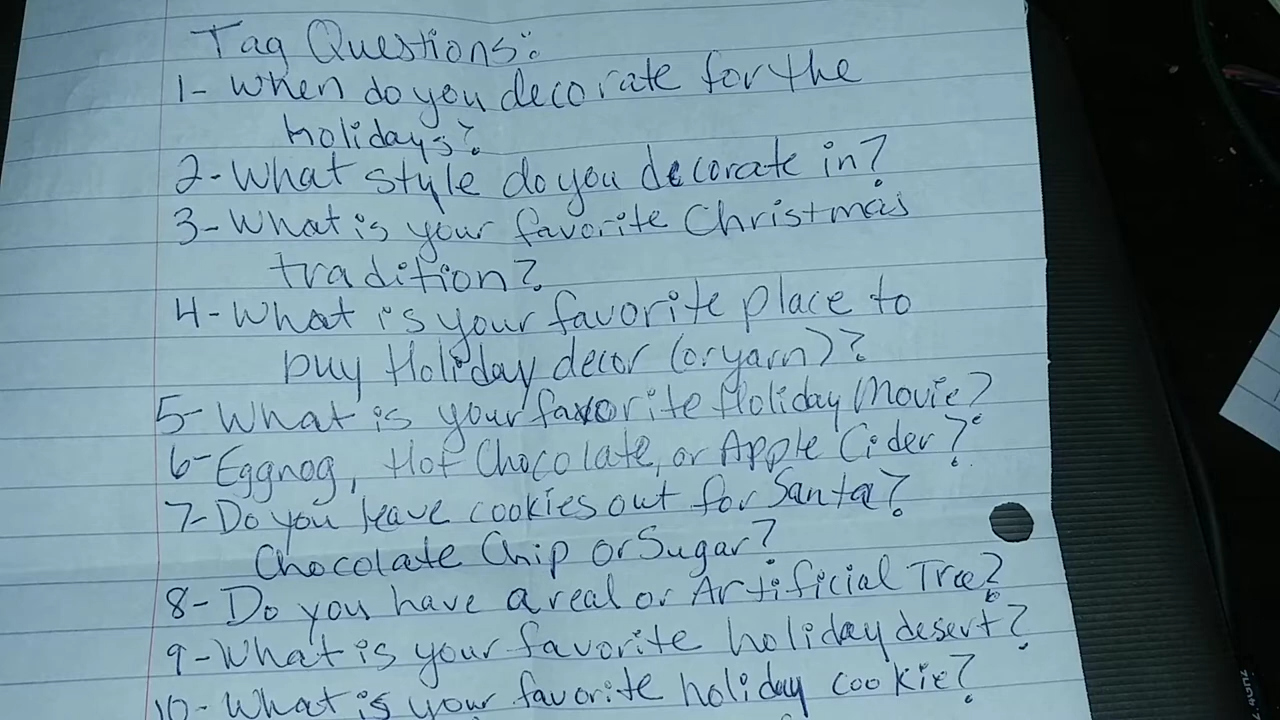 Tag Questions:
1- When do you decorate for the
holidays?
2- What style do you decorate in?
3- What is your favorite Christmas
tradition?
4- What is your favorite place to
buy Holiday decor (or yarn)?
5- What is your favorite Holiday Movie?
6- Eggnog, Hot Chocolate, or Apple Cider?
7- Do you leave cookies out for Santa?
Chocolate Chip or Sugar?
8- Do you have a real or Artificial Tree?
9- What is your favorite holiday desert?
10- What is your favorite holiday cookie?